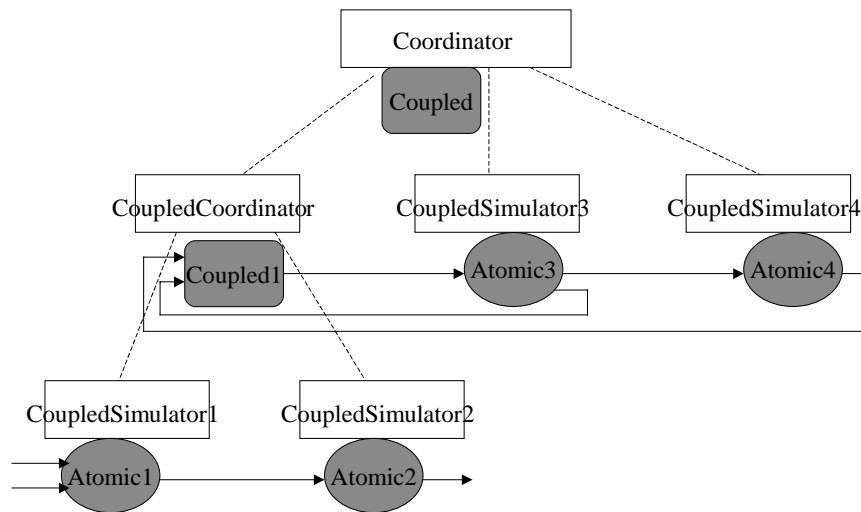 Coordinator
Coupled
CoupledCoordinator
CoupledSimulator3
CoupledSimulator4
Coupled1
Atomic3
Atomic4
CoupledSimulator1
CoupledSimulator2
Atomic1
Atomic2